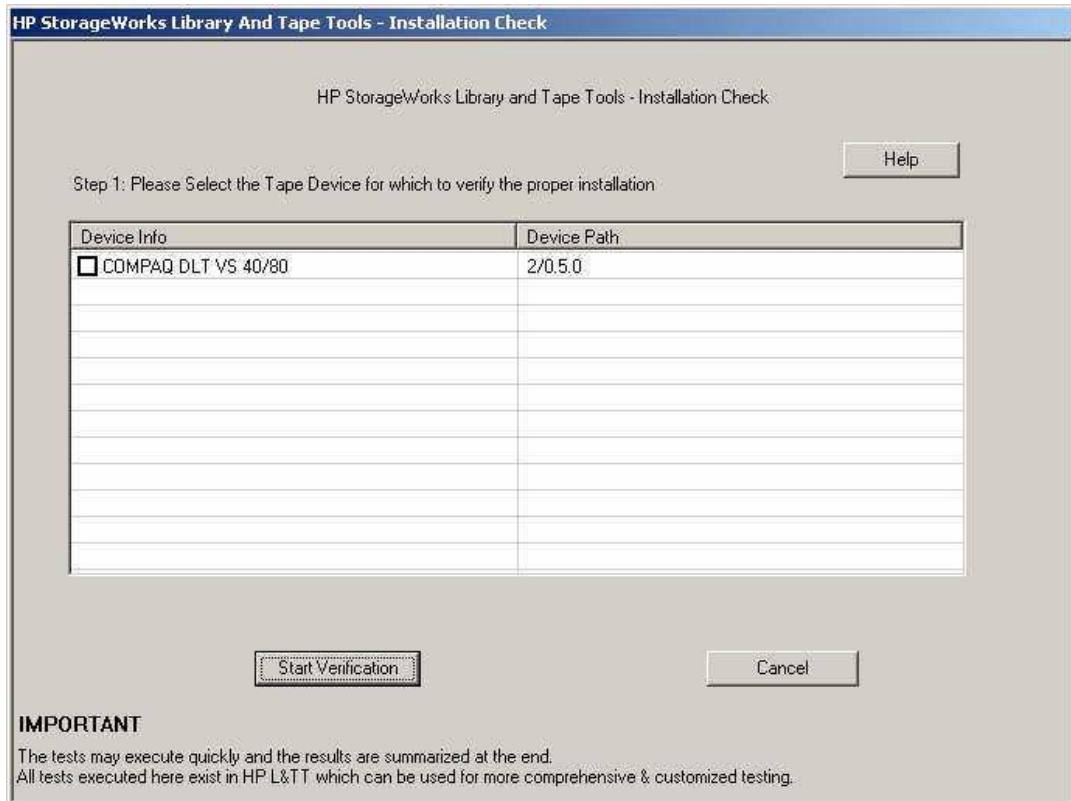 HP StorageWorks Library And Tape Tools - Installation Check
HP StorageWorks Library and Tape Tools - Installation Check
Help
Step 1: Please Select the Tape Device for which to verify the proper installation
Device Info Device Path
COMPAQ DLT VS 40/80 2/0.5.0
Start Verification Cancel
IMPORTANT
The tests may execute quickly and the results are summarized at the end.
All tests executed here exist in HP L&TT which can be used for more comprehensive & customized testing.